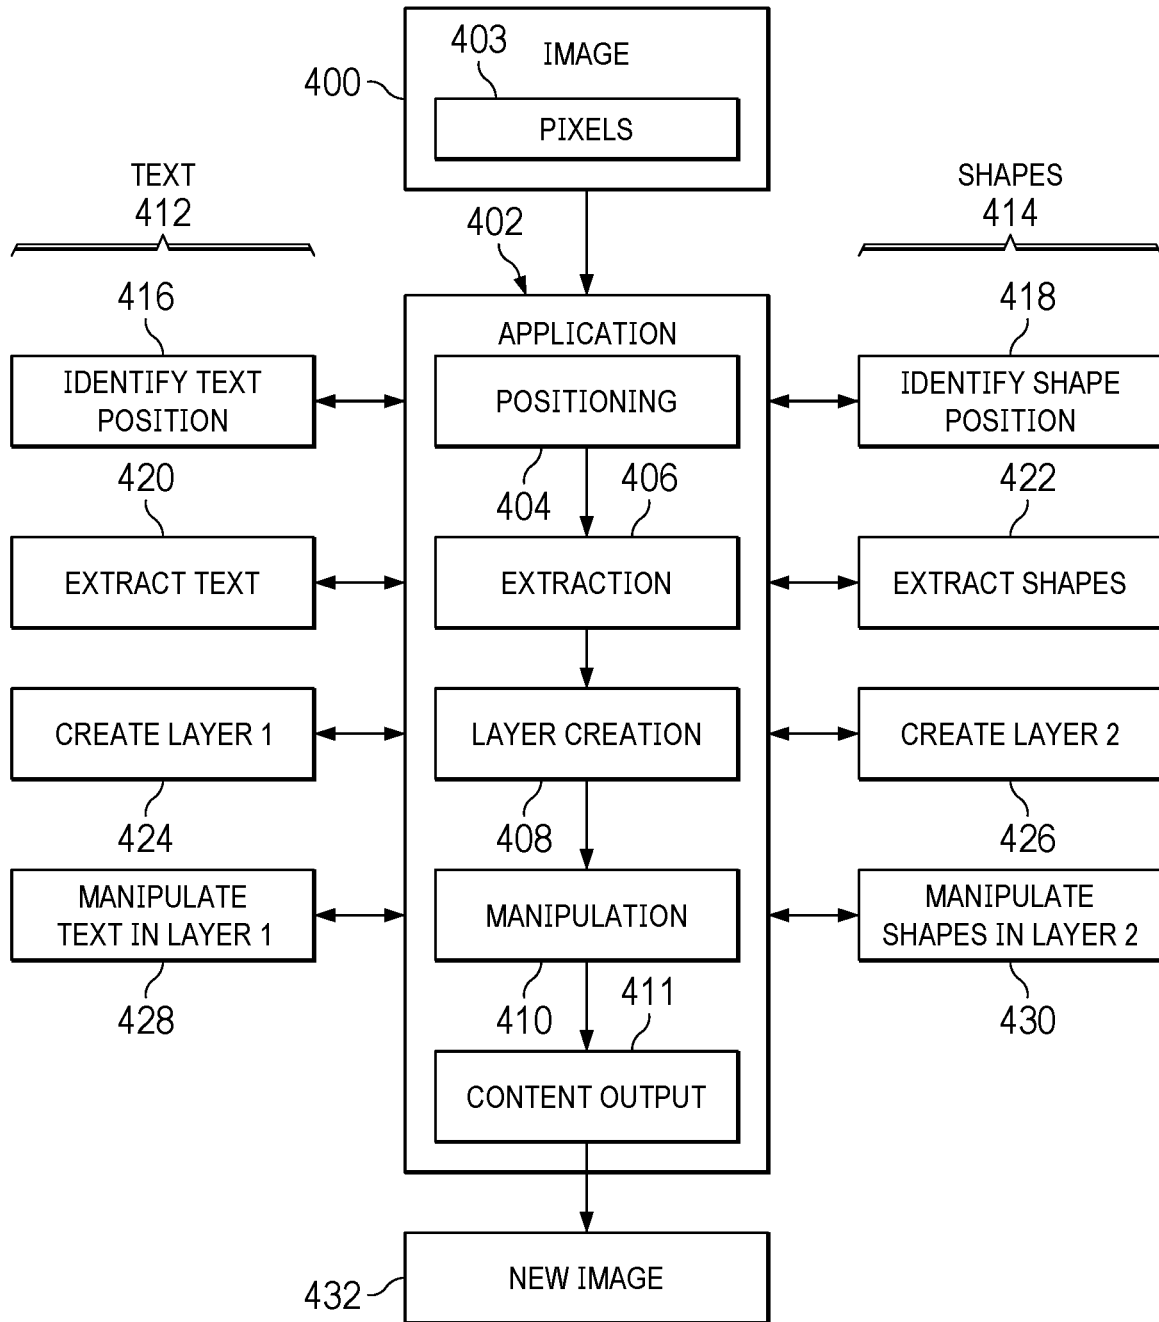 403
IMAGE
400
PIXELS
TEXT
412
SHAPES
414
402
416
418
APPLICATION
IDENTIFY TEXT
POSITION
POSITIONING
IDENTIFY SHAPE
POSITION
420
404
406
422
EXTRACT TEXT
EXTRACTION
EXTRACT SHAPES
CREATE LAYER 1
LAYER CREATION
CREATE LAYER 2
424
408
426
MANIPULATE
TEXT IN LAYER 1
MANIPULATION
MANIPULATE
SHAPES IN LAYER 2
428
410
411
430
CONTENT OUTPUT
NEW IMAGE
432